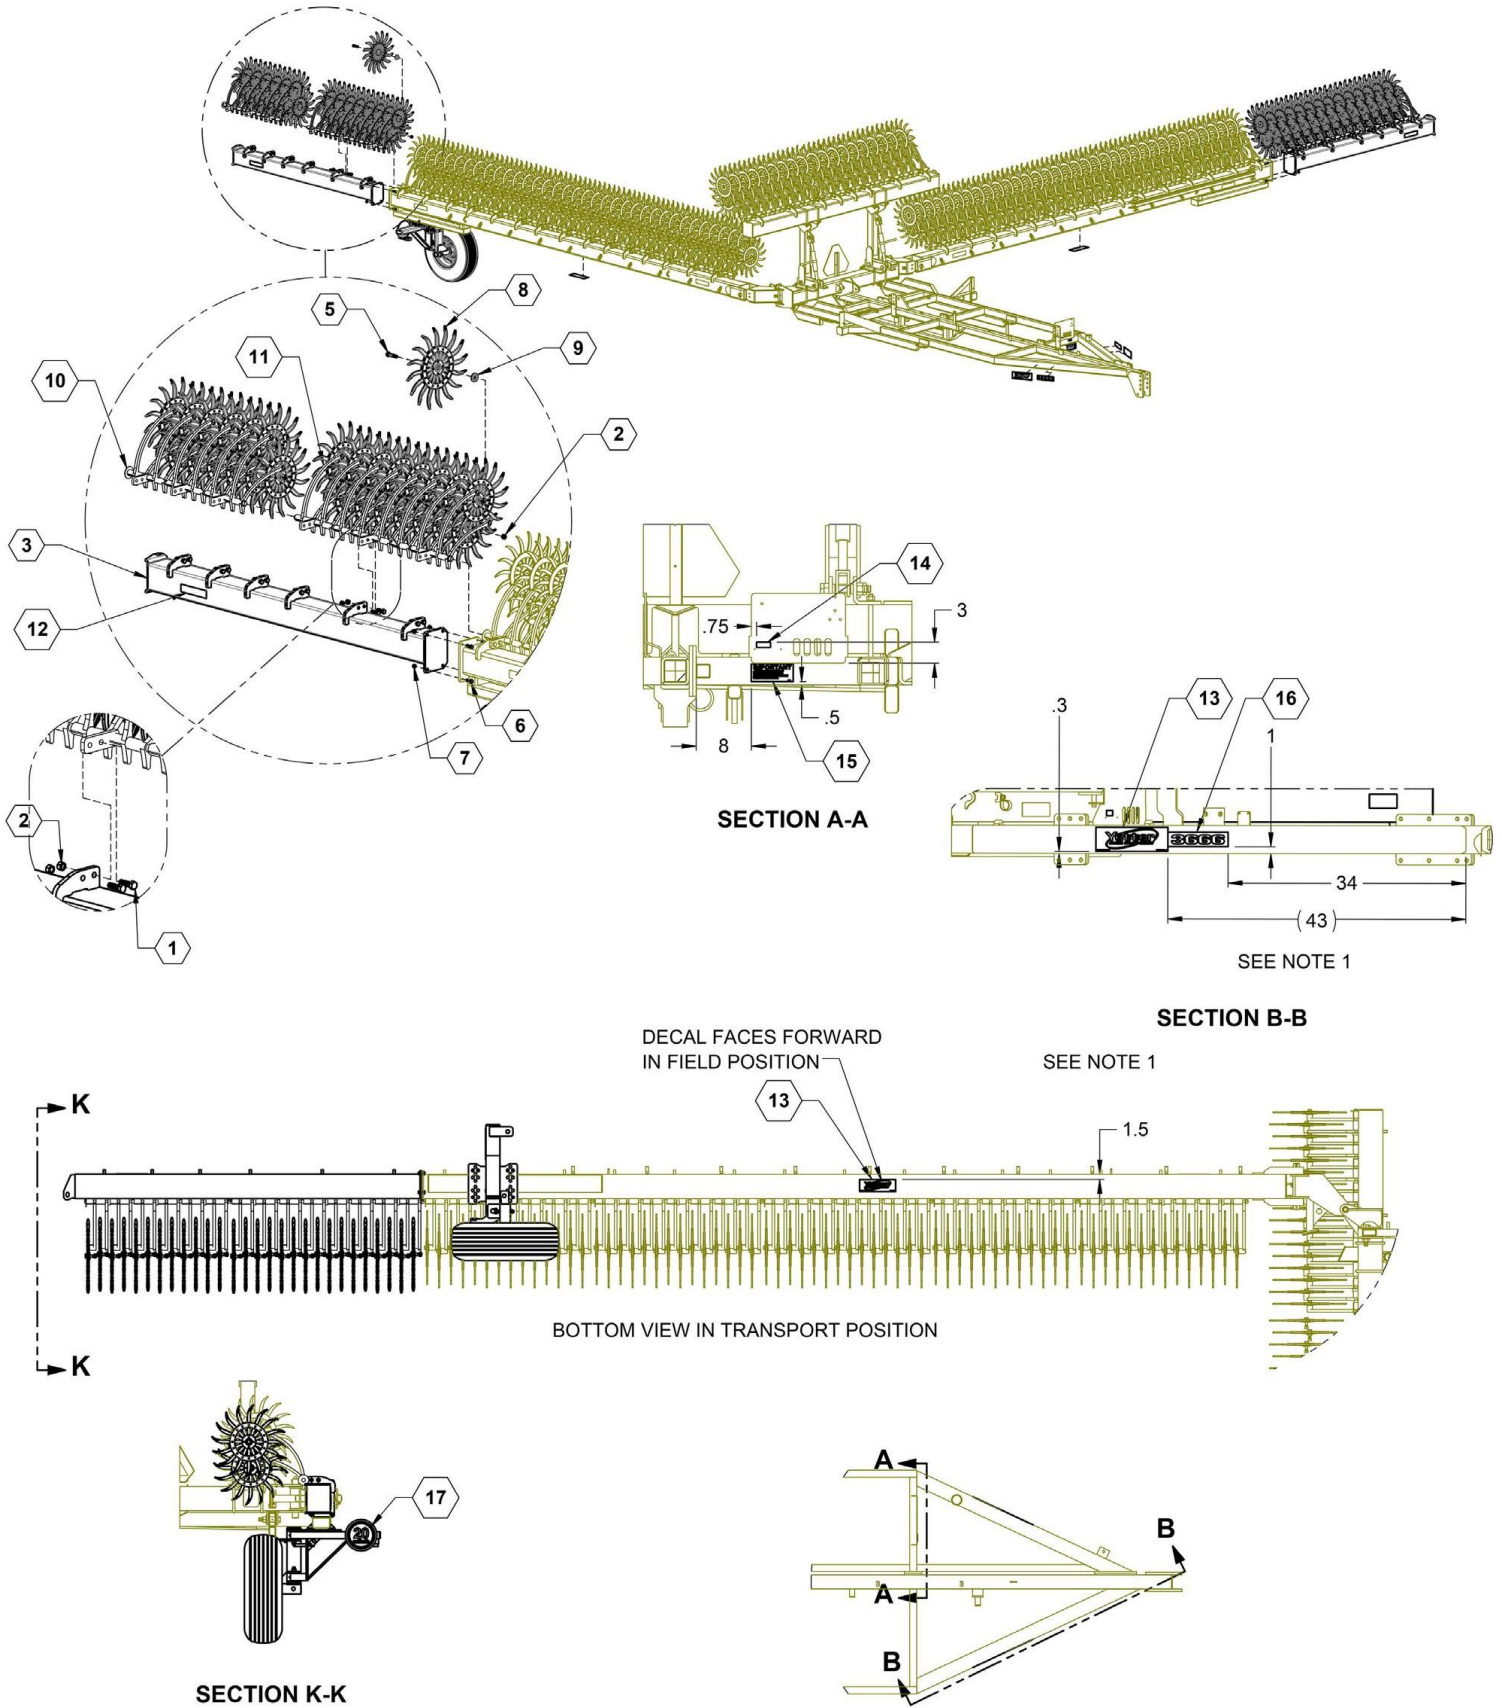 5
8
11
9
10
2
3
12
6
7
2
1
14
.75
3
.5
8
15
SECTION A-A
13
16
.3
1
Yetter
3666
34
(43)
SEE NOTE 1
SECTION B-B
DECAL FACES FORWARD
IN FIELD POSITION
SEE NOTE 1
K
13
1.5
BOTTOM VIEW IN TRANSPORT POSITION
K
17
20
SECTION K-K
A
B
A
B